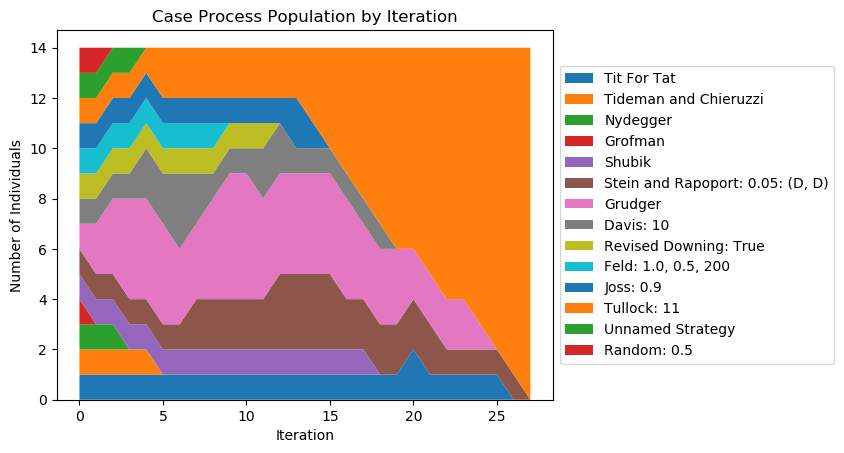 Case Process Population by Iteration
Number of Individuals
14
12
10
8
6
4
2
0
0 5 10 15 20 25
Iteration
Tit For Tat
Tideman and Chieruzzi
Nydegger
Grofman
Shubik
Stein and Rapoport: 0.05: (D, D)
Grudger
Davis: 10
Revised Downing: True
Feld: 1.0, 0.5, 200
Joss: 0.9
Tullock: 11
Unnamed Strategy
Random: 0.5